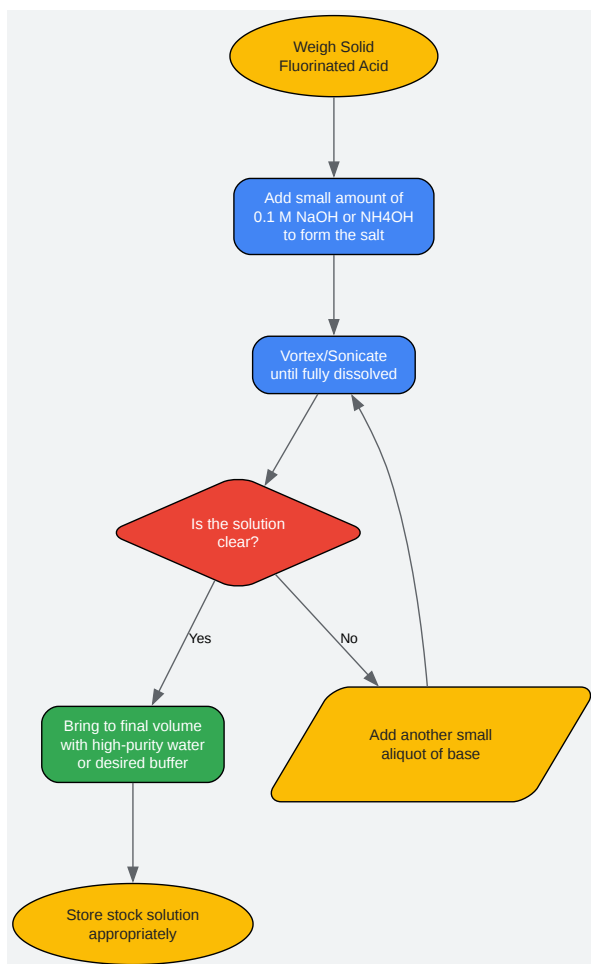 Weigh Solid
Fluorinated Acid
Add small amount of
0.1 M NaOH or NH4OH
to form the salt
Vortex/Sonicate
until fully dissolved
Is the solution
clear?
Yes
No
Bring to final volume
with high-purity water
or desired buffer
Add another small
aliquot of base
Store stock solution
appropriately